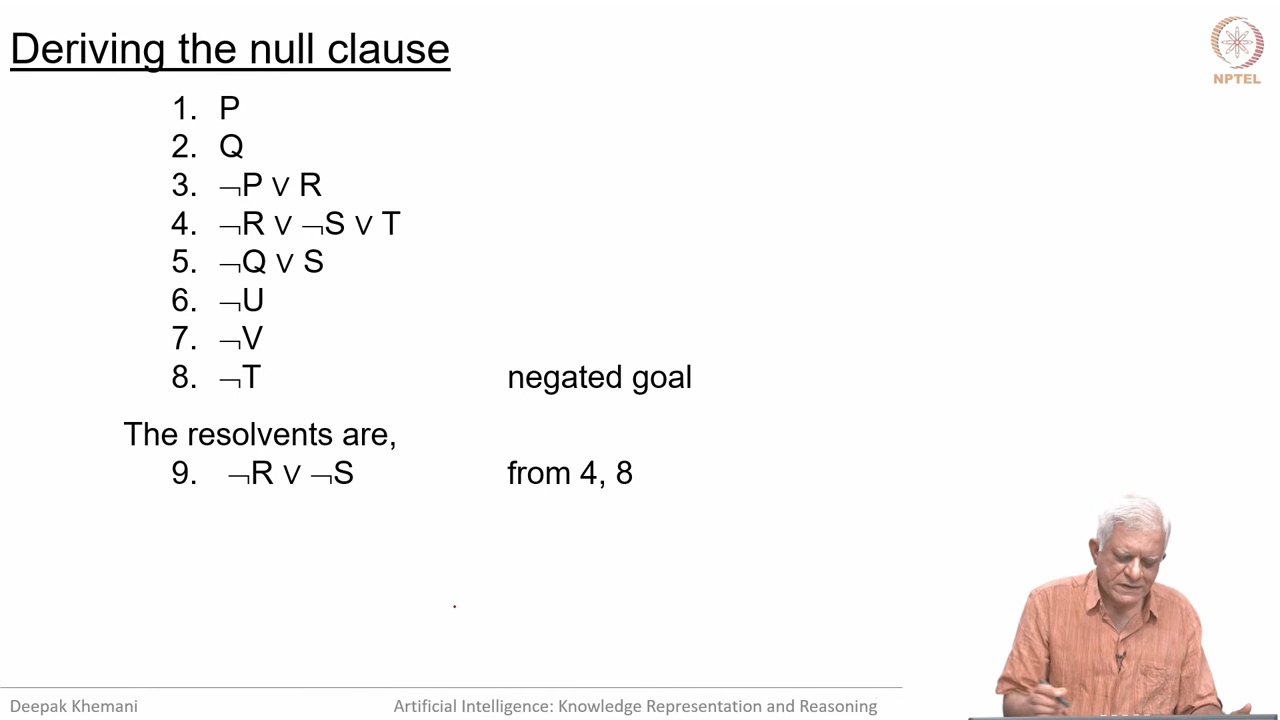 Deriving the null clause
NPTEL
1. P
2. Q
3. ¬P ∨ R
4. ¬R ∨ ¬S ∨ T
5. ¬Q ∨ S
6. ¬U
7. ¬V
8. ¬T negated goal
The resolvents are,
9. ¬R ∨ ¬S from 4, 8
Deepak Khemani Artificial Intelligence: Knowledge Representation and Reasoning